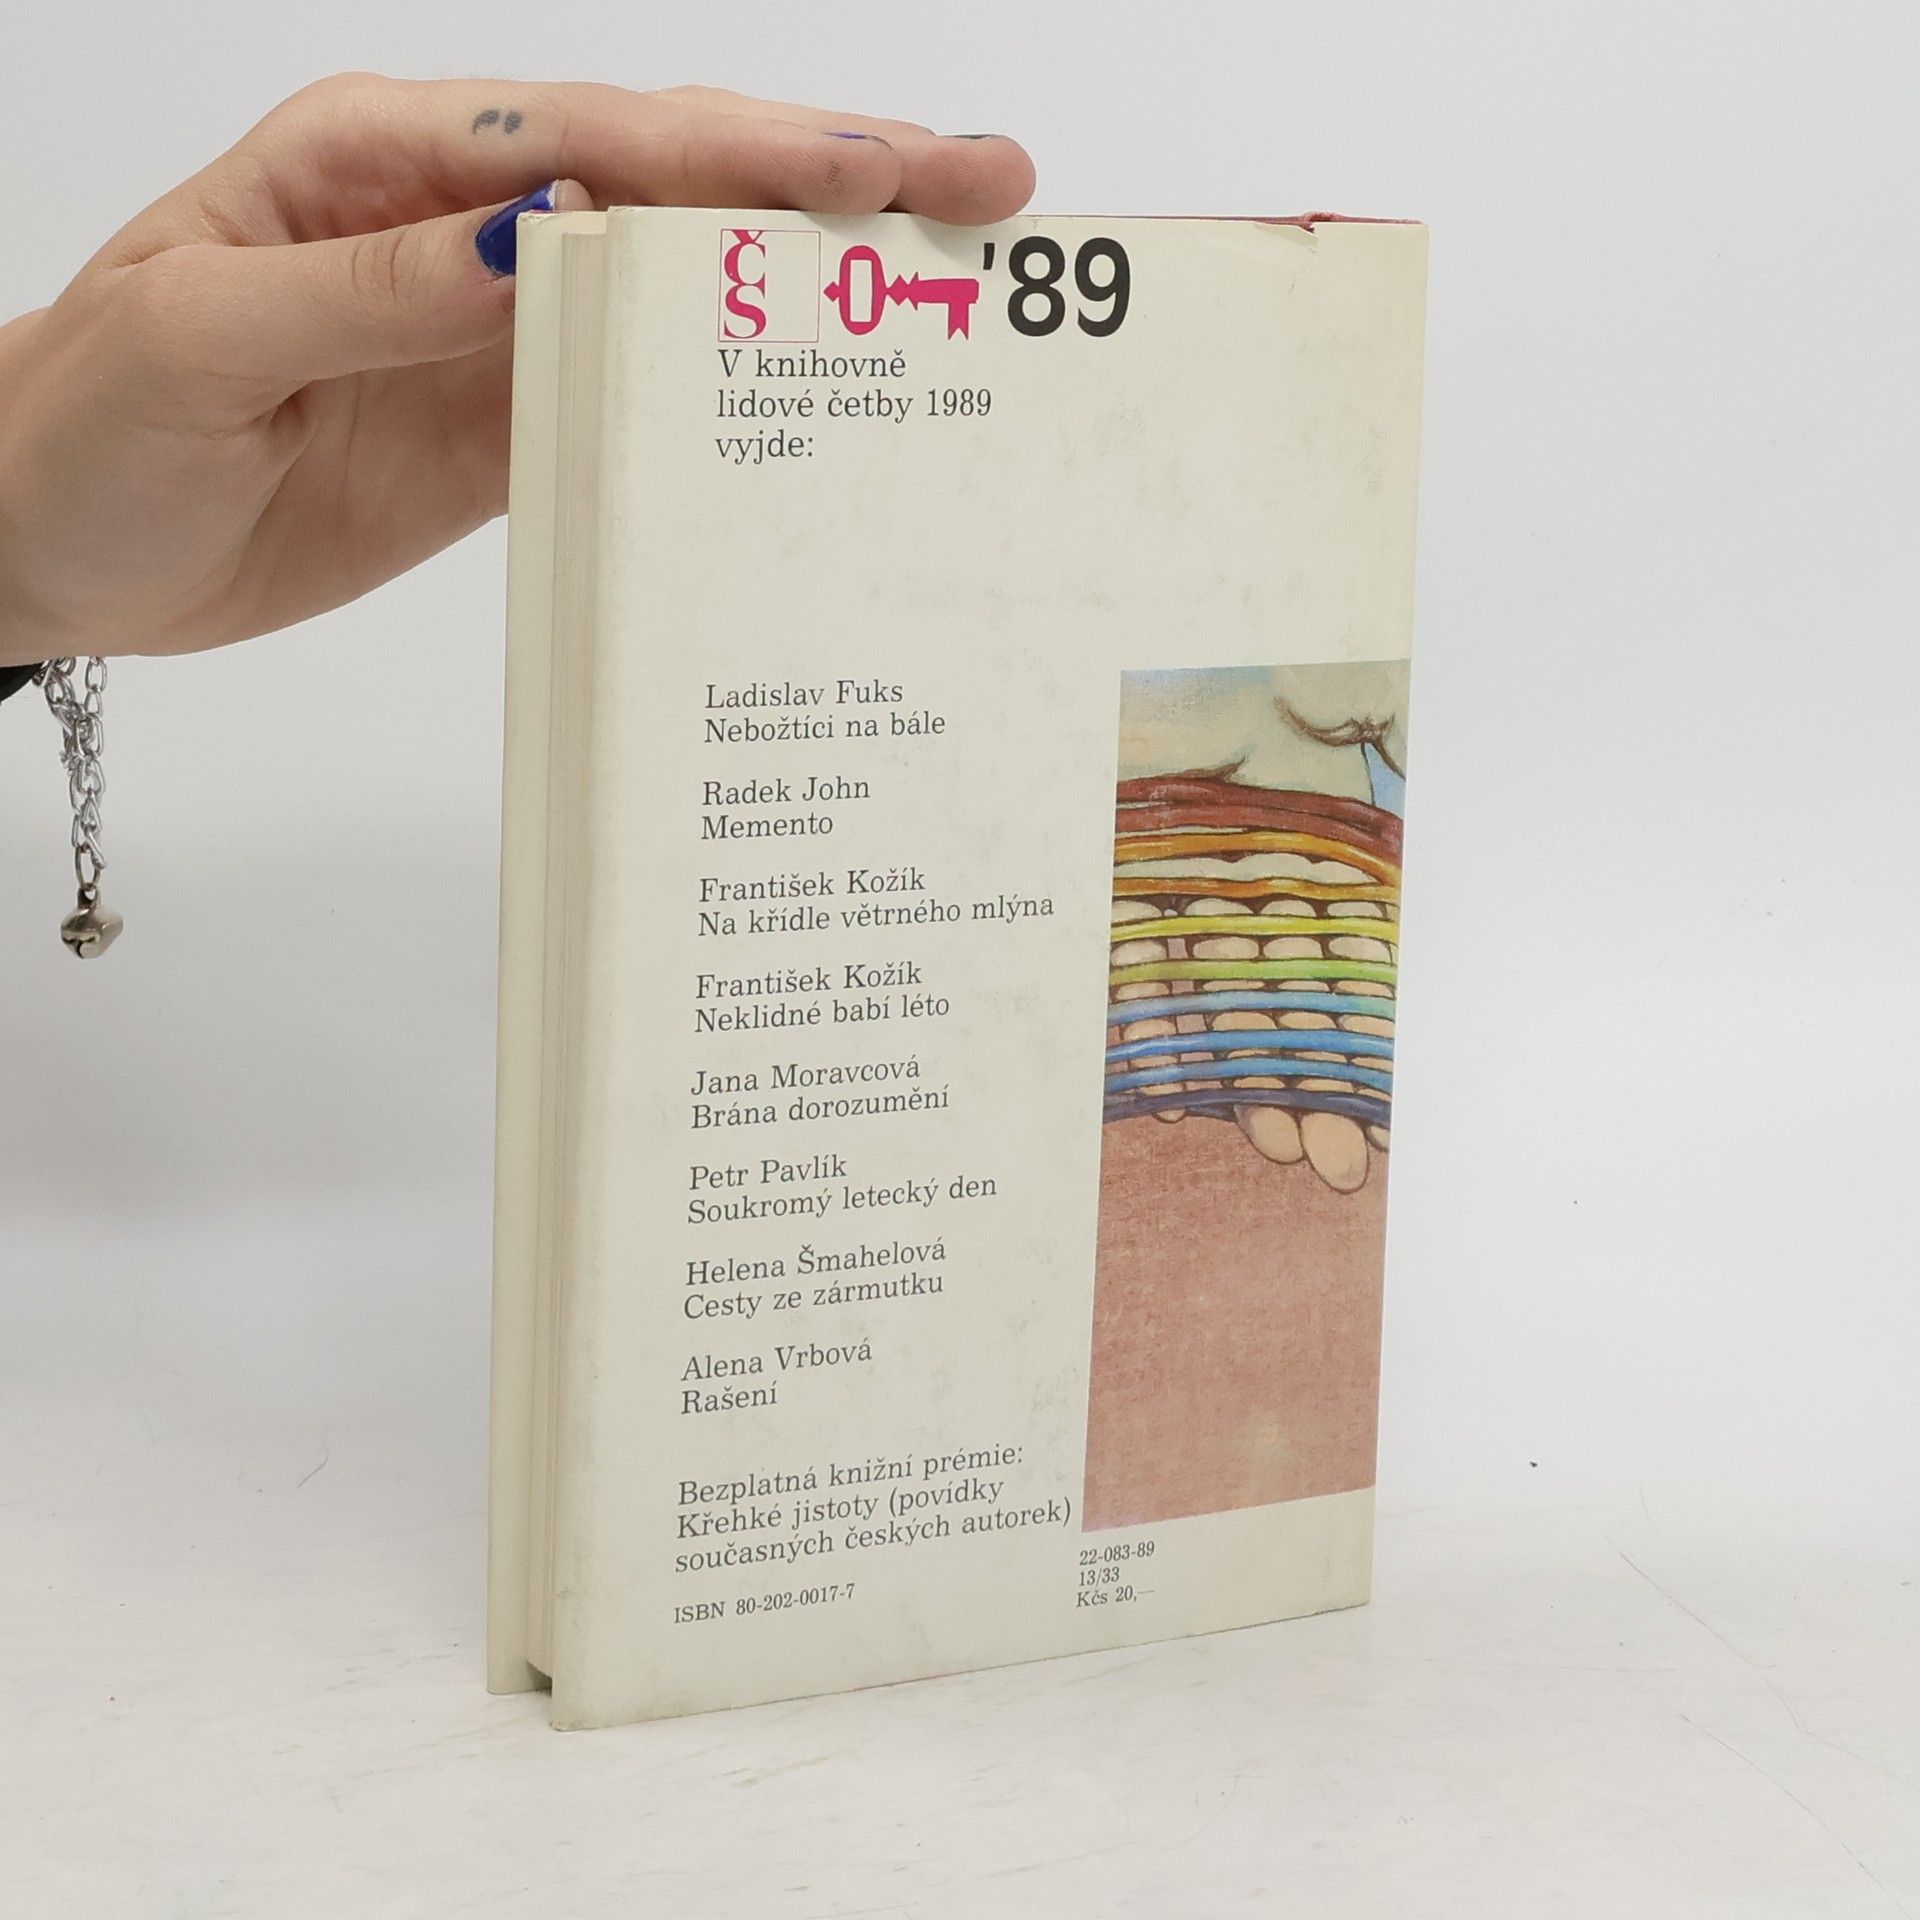 ČS '89
V knihovně
lidové četby 1989
vyjde:
Ladislav Fuks
Nebožtíci na bále
Radek John
Memento
František Kožík
Na křídle větrného mlýna
František Kožík
Neklidné babí léto
Jana Moravcová
Brána dorozumění
Petr Pavlík
Soukromý letecký den
Helena Šmahelová
Cesty ze zármutku
Alena Vrbová
Rašení
Bezplatná knižní prémie:
Křehké jistoty (povídky
současných českých autorek)
ISBN 80-202-0017-7
22-083-89
13/33
Kčs 20,—